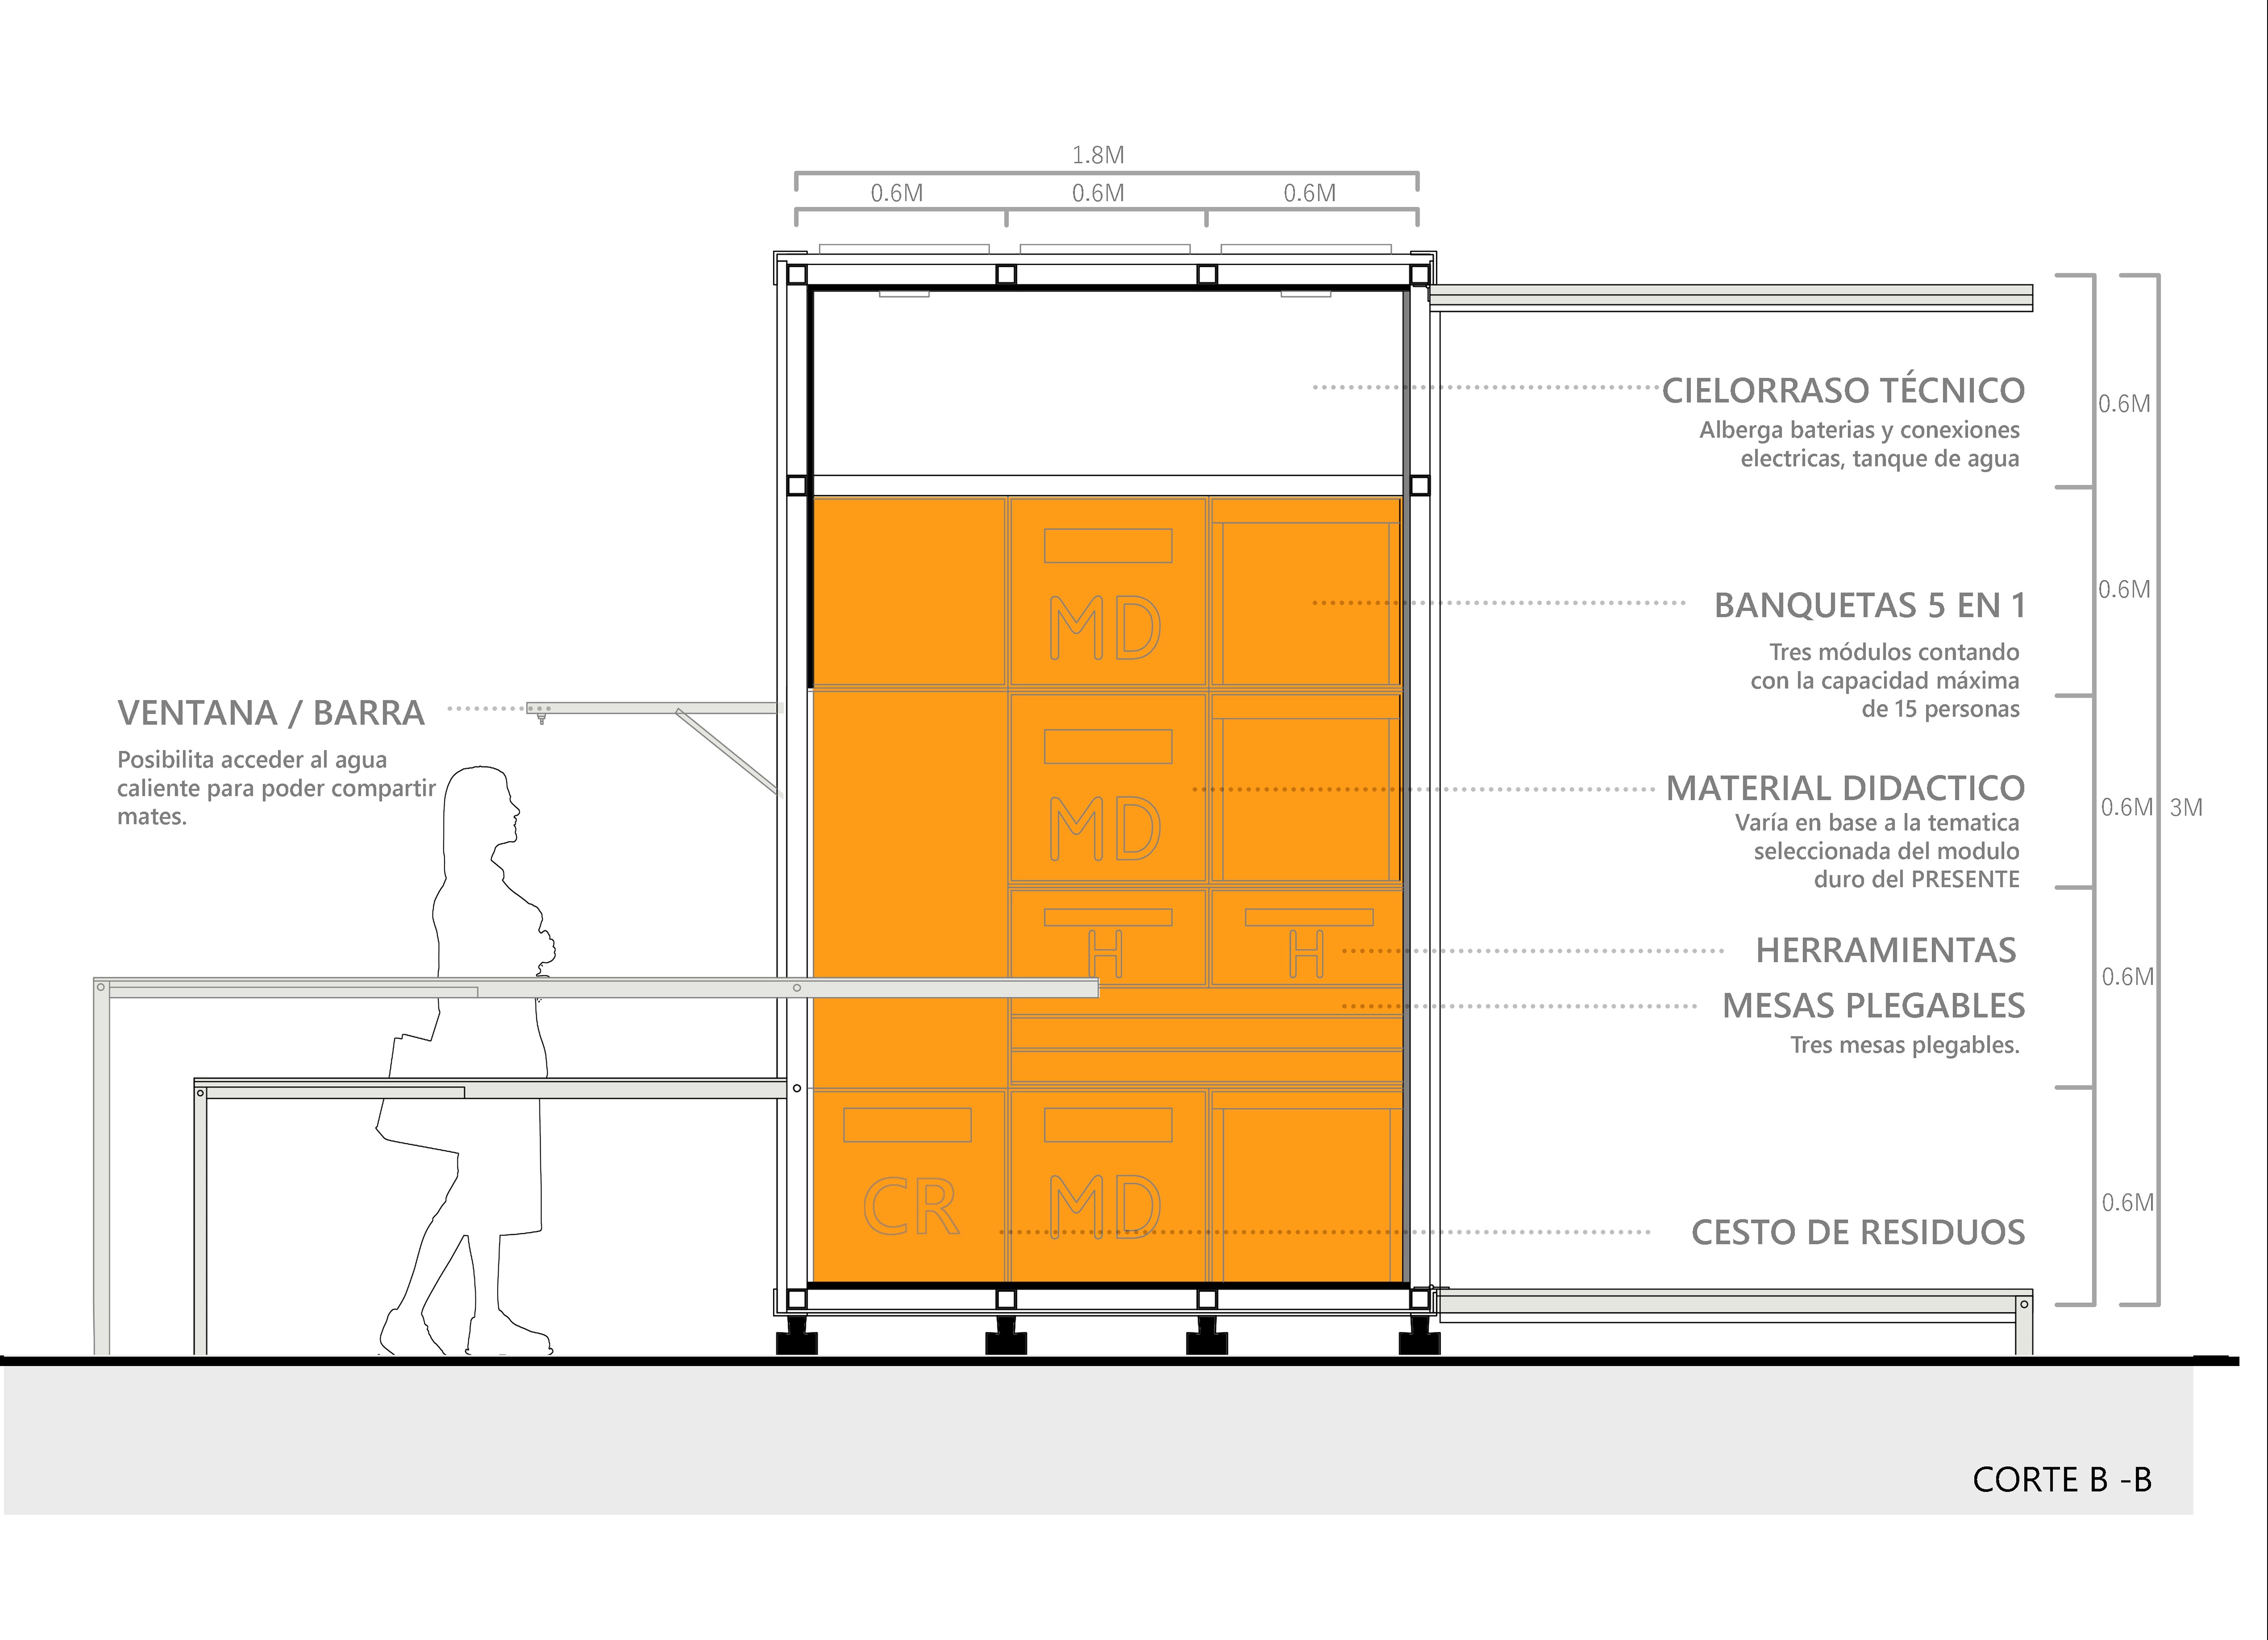 1.8M
0.6M 0.6M 0.6M
CIELORRASO TÉCNICO
Alberga baterias y conexiones
electricas, tanque de agua
0.6M
BANQUETAS 5 EN 1
Tres módulos contando
con la capacidad máxima
de 15 personas
0.6M
VENTANA / BARRA
Posibilita acceder al agua
caliente para poder compartir
mates.
MD
MD
MATERIAL DIDACTICO
Varía en base a la tematica
seleccionada del modulo
duro del PRESENTE
0.6M 3M
H H
HERRAMIENTAS
0.6M
MESAS PLEGABLES
Tres mesas plegables.
CR MD
CESTO DE RESIDUOS
0.6M
CORTE B -B